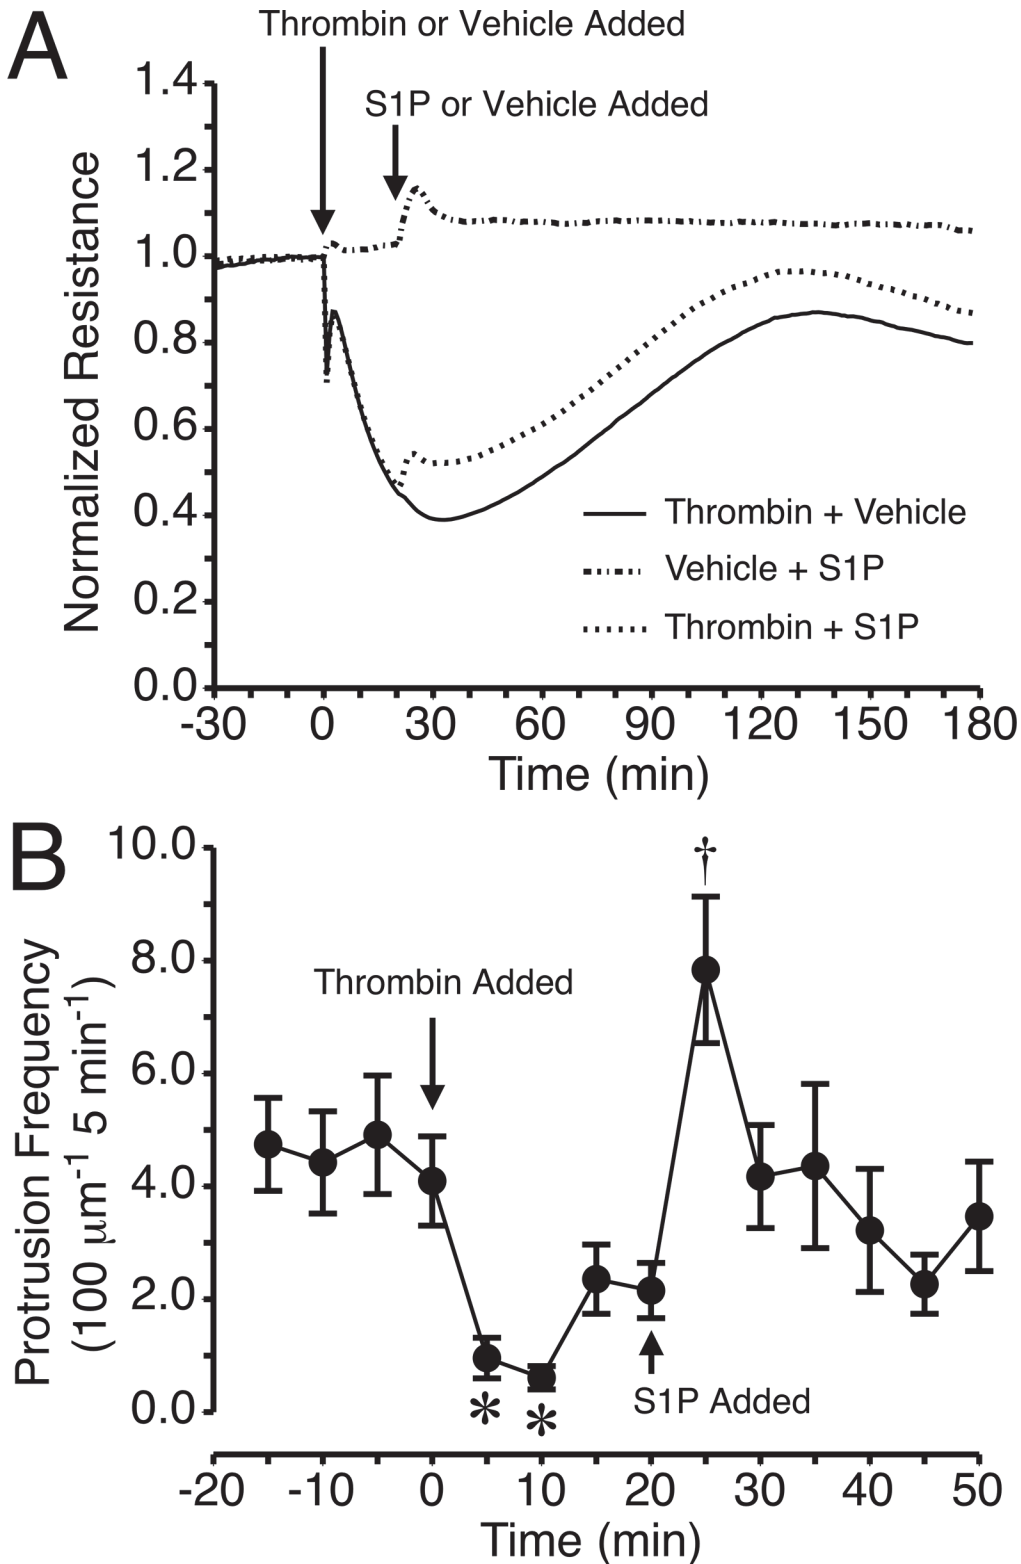 A
Thrombin or Vehicle Added
S1P or Vehicle Added
Normalized Resistance
1.4
1.2
1.0
0.8
0.6
0.4
0.2
0.0
Thrombin + Vehicle
Vehicle + S1P
Thrombin + S1P
-30 0 30 60 90 120 150 180
Time (min)
B
Protrusion Frequency
(100 μm⁻¹ 5 min⁻¹)
10.0
8.0
6.0
4.0
2.0
0.0
†
Thrombin Added
S1P Added
* *
-20 -10 0 10 20 30 40 50
Time (min)